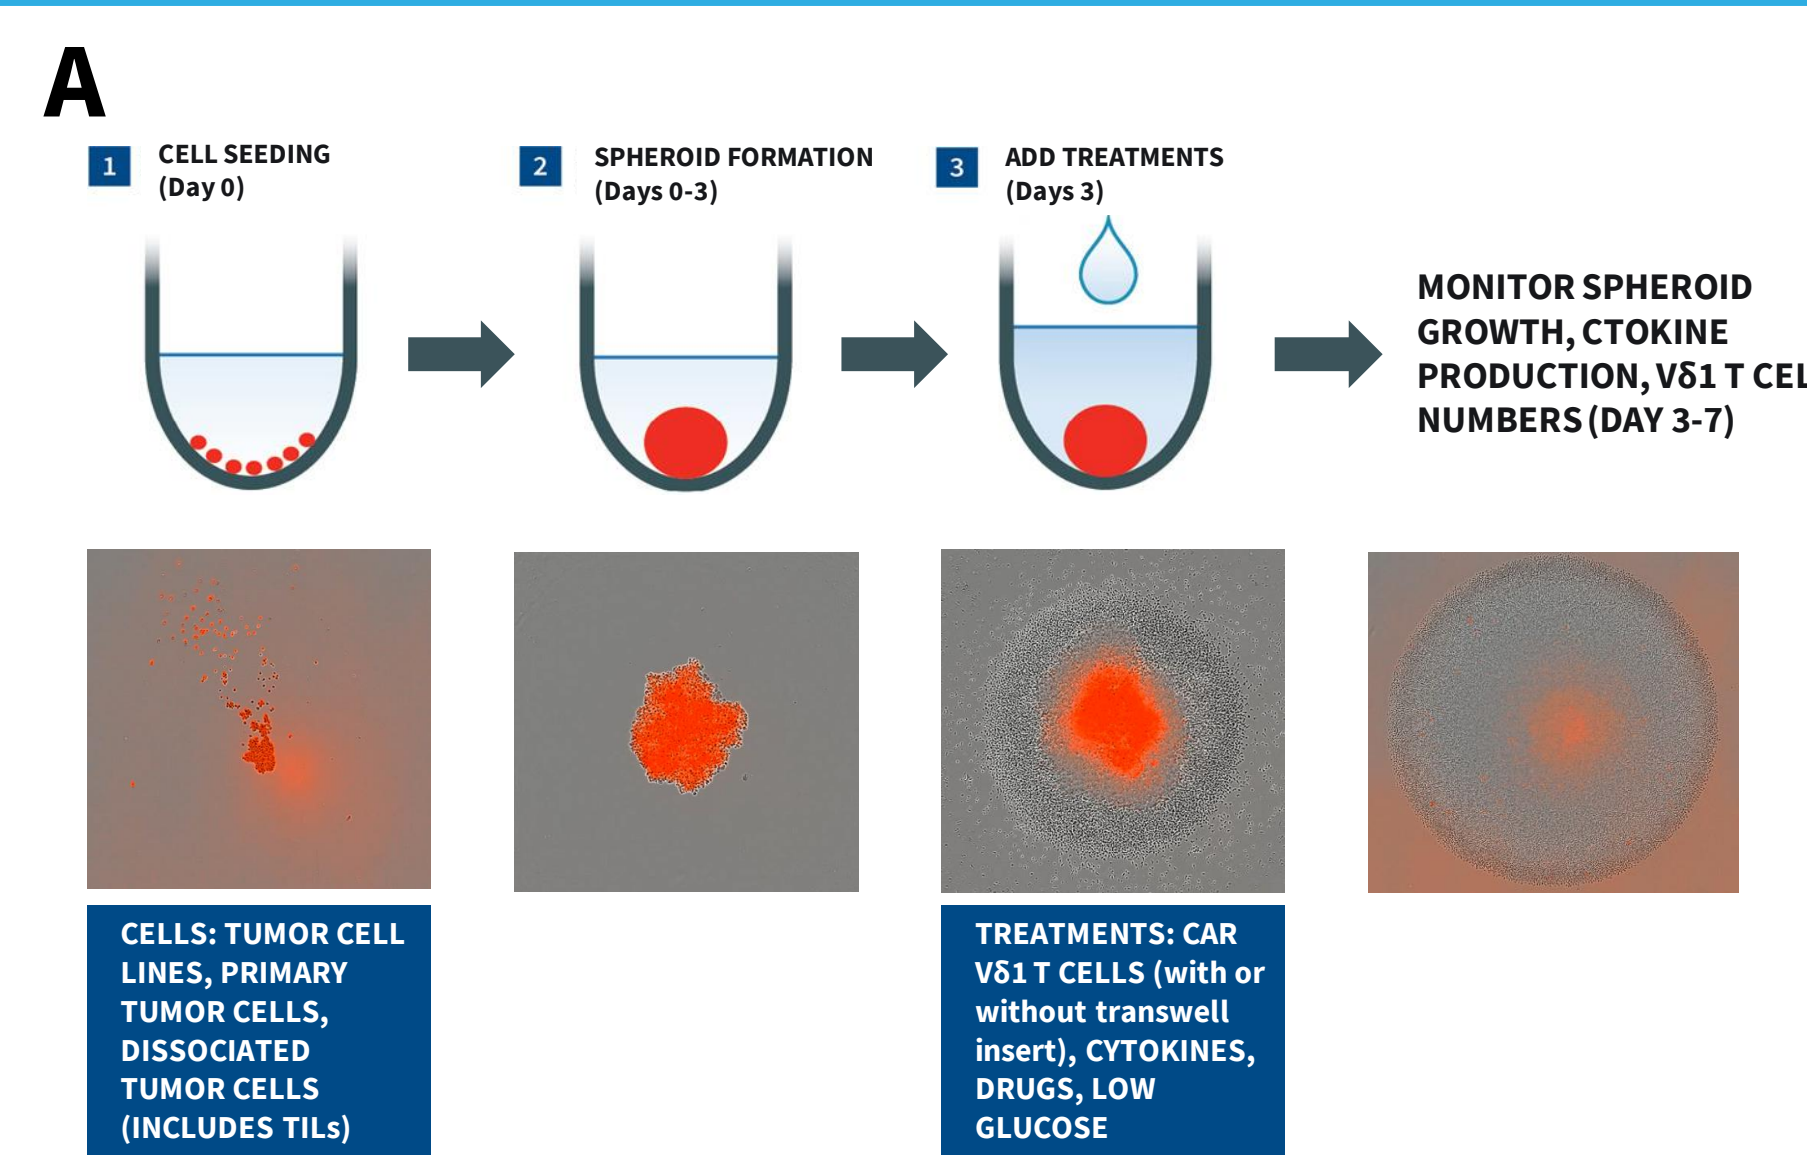 A
1
CELL SEEDING
(Day 0)
2
SPHEROID FORMATION
(Days 0-3)
3
ADD TREATMENTS
(Days 3)
MONITOR SPHEROID
GROWTH, CTOKINE
PRODUCTION, Vδ1 T CEL
NUMBERS (DAY 3-7)
CELLS: TUMOR CELL
LINES, PRIMARY
TUMOR CELLS,
DISSOCIATED
TUMOR CELLS
(INCLUDES TILs)
TREATMENTS: CAR
Vδ1 T CELLS (with or
without transwell
insert), CYTOKINES,
DRUGS, LOW
GLUCOSE